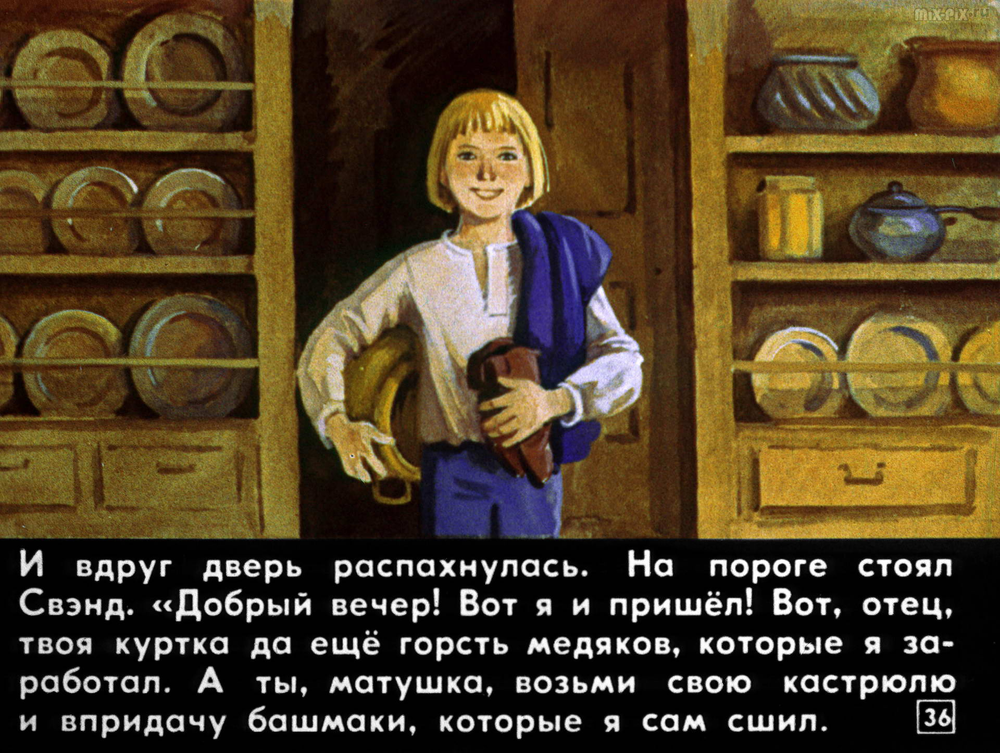 mix-pix.ru
И вдруг дверь распахнулась. На пороге стоял
Свэнд. «Добрый вечер! Вот я и пришёл! Вот, отец,
твоя куртка да ещё горсть медяков, которые я за-
работал. А ты, матушка, возьми свою кастрюлю
и впридачу башмаки, которые я сам сшил.
36